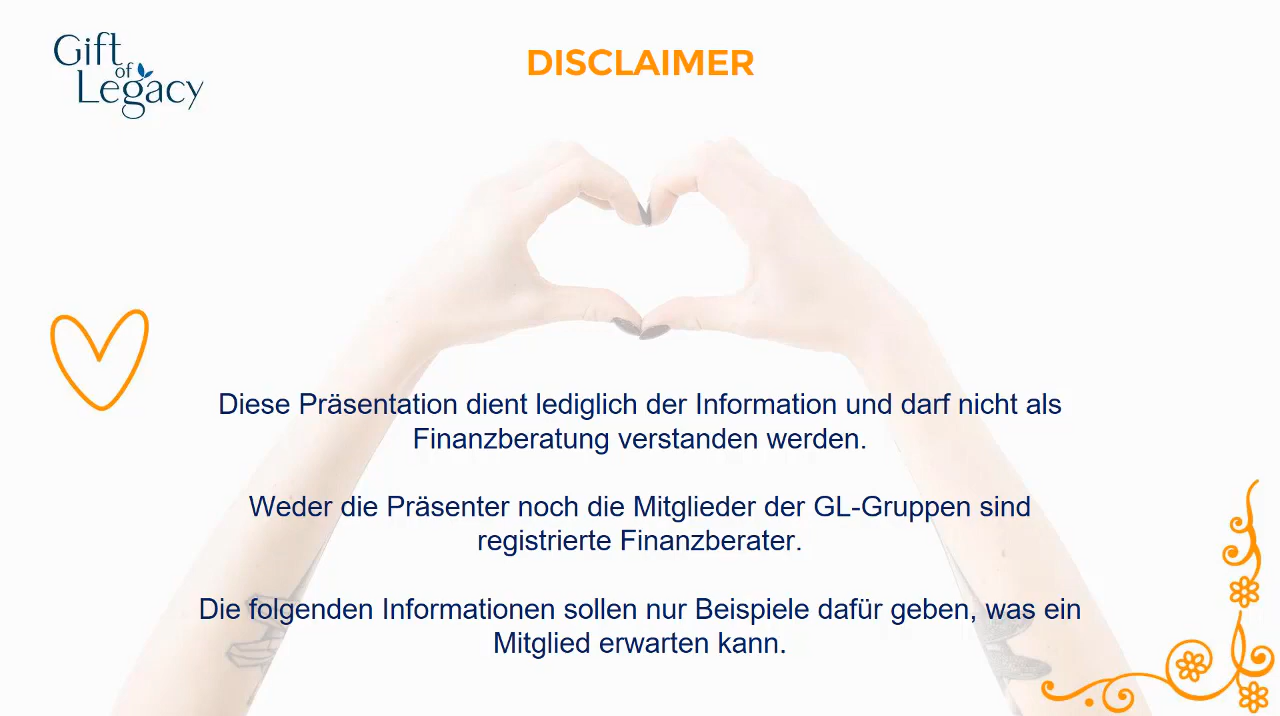 Gift
of
Legacy
DISCLAIMER
Diese Präsentation dient lediglich der Information und darf nicht als
Finanzberatung verstanden werden.
Weder die Präsenter noch die Mitglieder der GL-Gruppen sind
registrierte Finanzberater.
Die folgenden Informationen sollen nur Beispiele dafür geben, was ein
Mitglied erwarten kann.